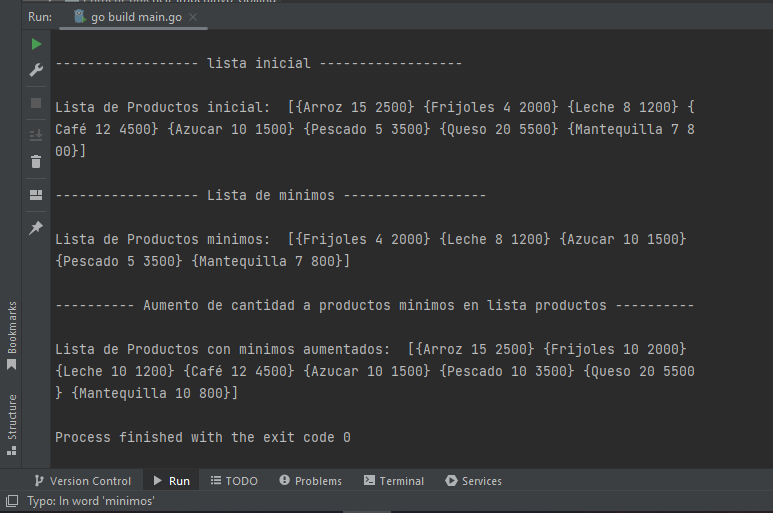 Run:
go build main.go
------------------ lista inicial ------------------
Lista de Productos inicial:  [{Arroz 15 2500} {Frijoles 4 2000} {Leche 8 1200} {
Café 12 4500} {Azucar 10 1500} {Pescado 5 3500} {Queso 20 5500} {Mantequilla 7 8
00}]
------------------ Lista de minimos ------------------
Lista de Productos minimos:  [{Frijoles 4 2000} {Leche 8 1200} {Azucar 10 1500}
{Pescado 5 3500} {Mantequilla 7 800}]
---------- Aumento de cantidad a productos minimos en lista productos ----------
Lista de Productos con minimos aumentados:  [{Arroz 15 2500} {Frijoles 10 2000}
{Leche 10 1200} {Café 12 4500} {Azucar 10 1500} {Pescado 10 3500} {Queso 20 5500
} {Mantequilla 10 800}]
Process finished with the exit code 0
Bookmarks
Structure
Version Control
Run
TODO
Problems
Terminal
Services
Typo: In word 'minimos'